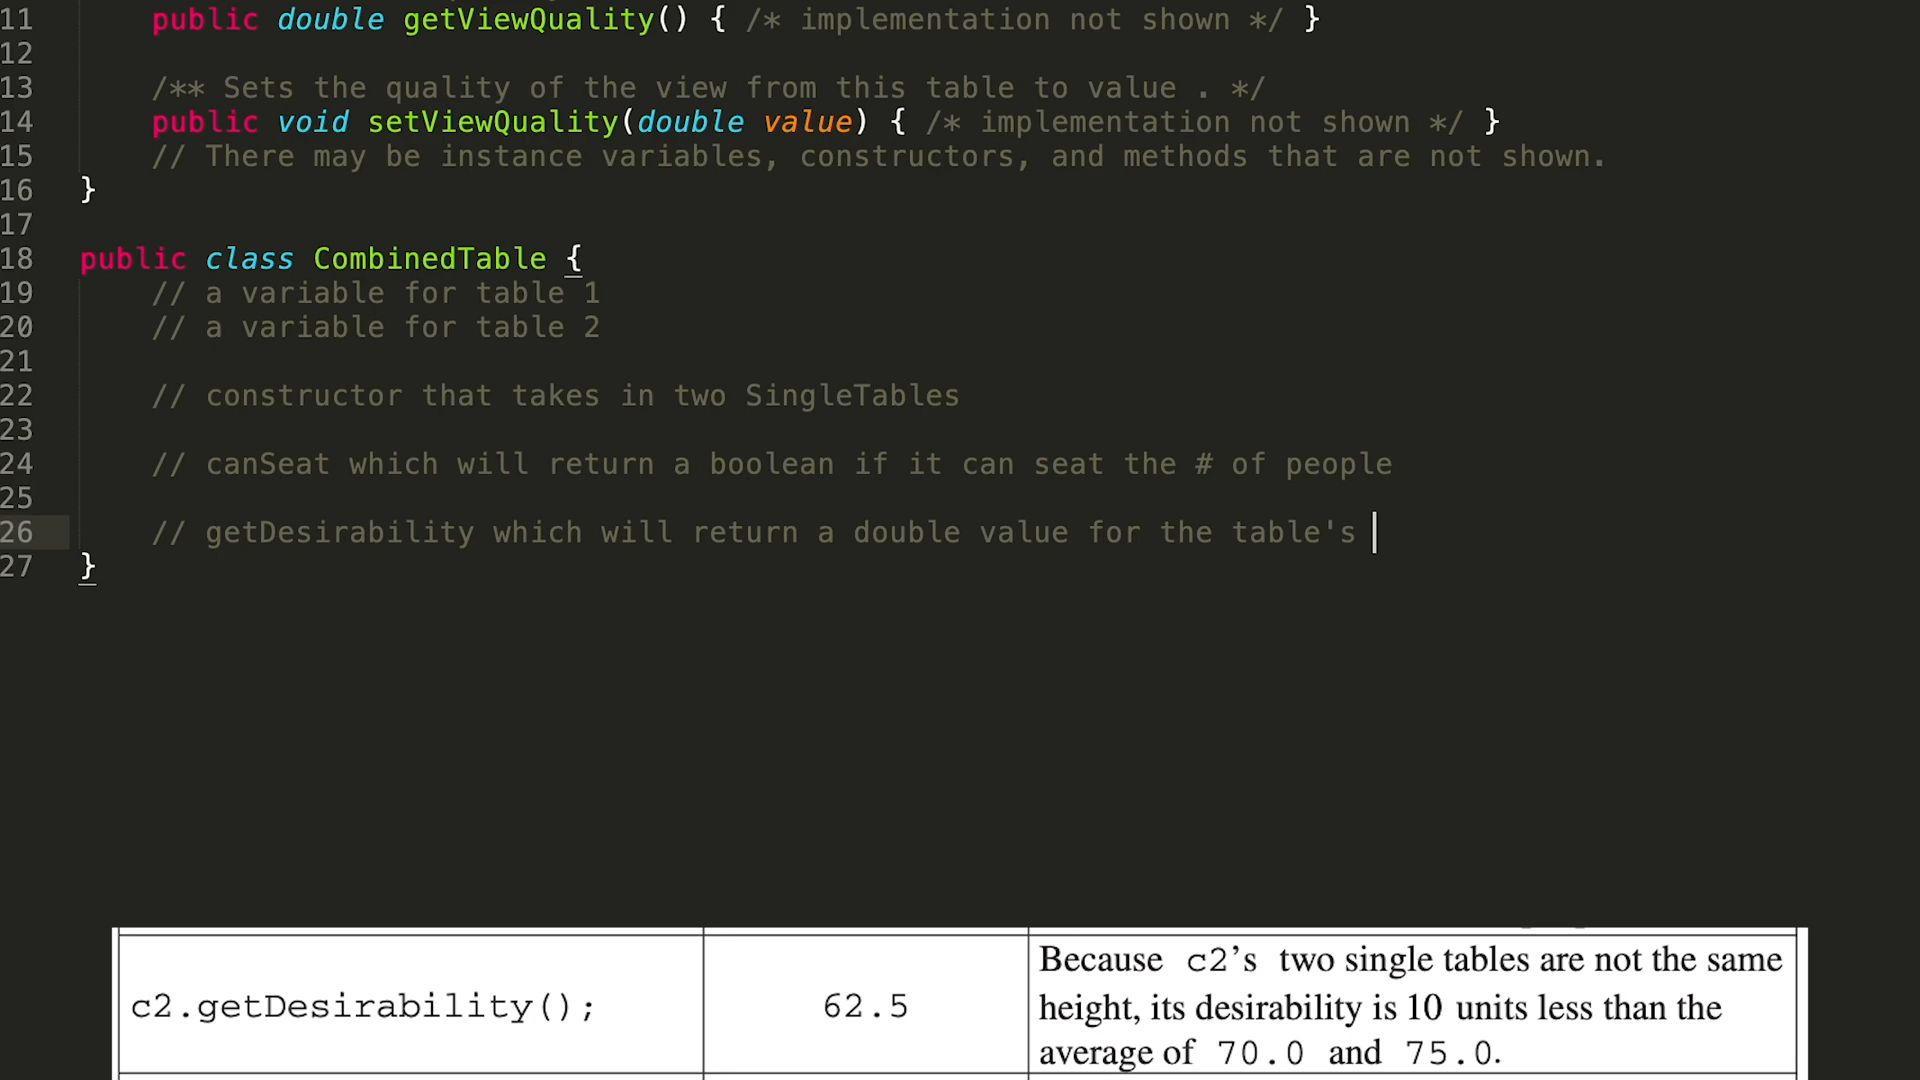 11 public double getViewQuality() { /* implementation not shown */ }
12
13 /** Sets the quality of the view from this table to value . */
14 public void setViewQuality(double value) { /* implementation not shown */ }
15 // There may be instance variables, constructors, and methods that are not shown.
16 }
17
18 public class CombinedTable {
19 // a variable for table 1
20 // a variable for table 2
21
22 // constructor that takes in two SingleTables
23
24 // canSeat which will return a boolean if it can seat the # of people
25
26 // getDesirability which will return a double value for the table's
27 }
c2.getDesirability();
62.5
Because c2’s two single tables are not the same
height, its desirability is 10 units less than the
average of 70.0 and 75.0.